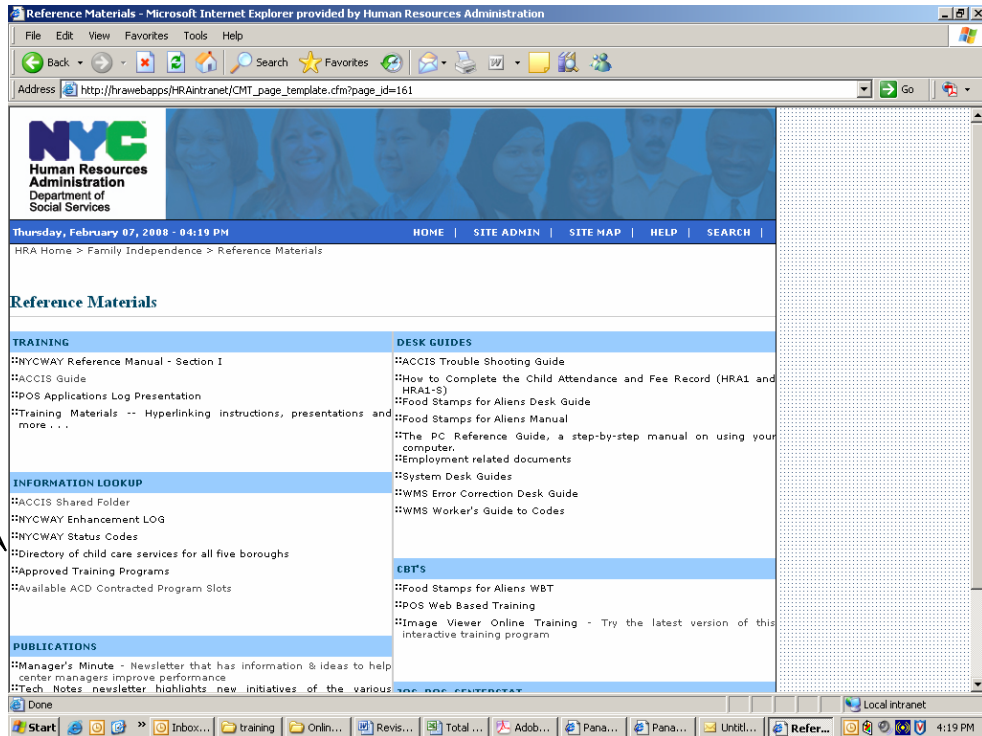 Reference Materials - Microsoft Internet Explorer provided by Human Resources Administration
File Edit View Favorites Tools Help
Back Search Favorites
Address http://hrawebapps/HRAintranet/CMT_page_template.cfm?page_id=161 Go
NYC
Human Resources
Administration
Department of
Social Services
Thursday, February 07, 2008 - 04:19 PM HOME | SITE ADMIN | SITE MAP | HELP | SEARCH |
HRA Home > Family Independence > Reference Materials
Reference Materials
TRAINING
NYCWAY Reference Manual - Section I
ACCIS Guide
POS Applications Log Presentation
Training Materials -- Hyperlinking instructions, presentations and
more . . .
INFORMATION LOOKUP
ACCIS Shared Folder
NYCWAY Enhancement LOG
NYCWAY Status Codes
Directory of child care services for all five boroughs
Approved Training Programs
Available ACD Contracted Program Slots
PUBLICATIONS
Manager's Minute - Newsletter that has information & ideas to help
center managers improve performance
Tech Notes newsletter highlights new initiatives of the various
DESK GUIDES
ACCIS Trouble Shooting Guide
How to Complete the Child Attendance and Fee Record (HRA1 and
HRA1-S)
Food Stamps for Aliens Desk Guide
Food Stamps for Aliens Manual
The PC Reference Guide, a step-by-step manual on using your
computer.
Employment related documents
System Desk Guides
WMS Error Correction Desk Guide
WMS Worker's Guide to Codes
CBT'S
Food Stamps for Aliens WBT
POS Web Based Training
Image Viewer Online Training - Try the latest version of this
interactive training program
Done Local intranet
Start » Inbox... training Onlin... Revis... Total ... Adob... Pana... Pana... Untitl... Refer... 4:19 PM